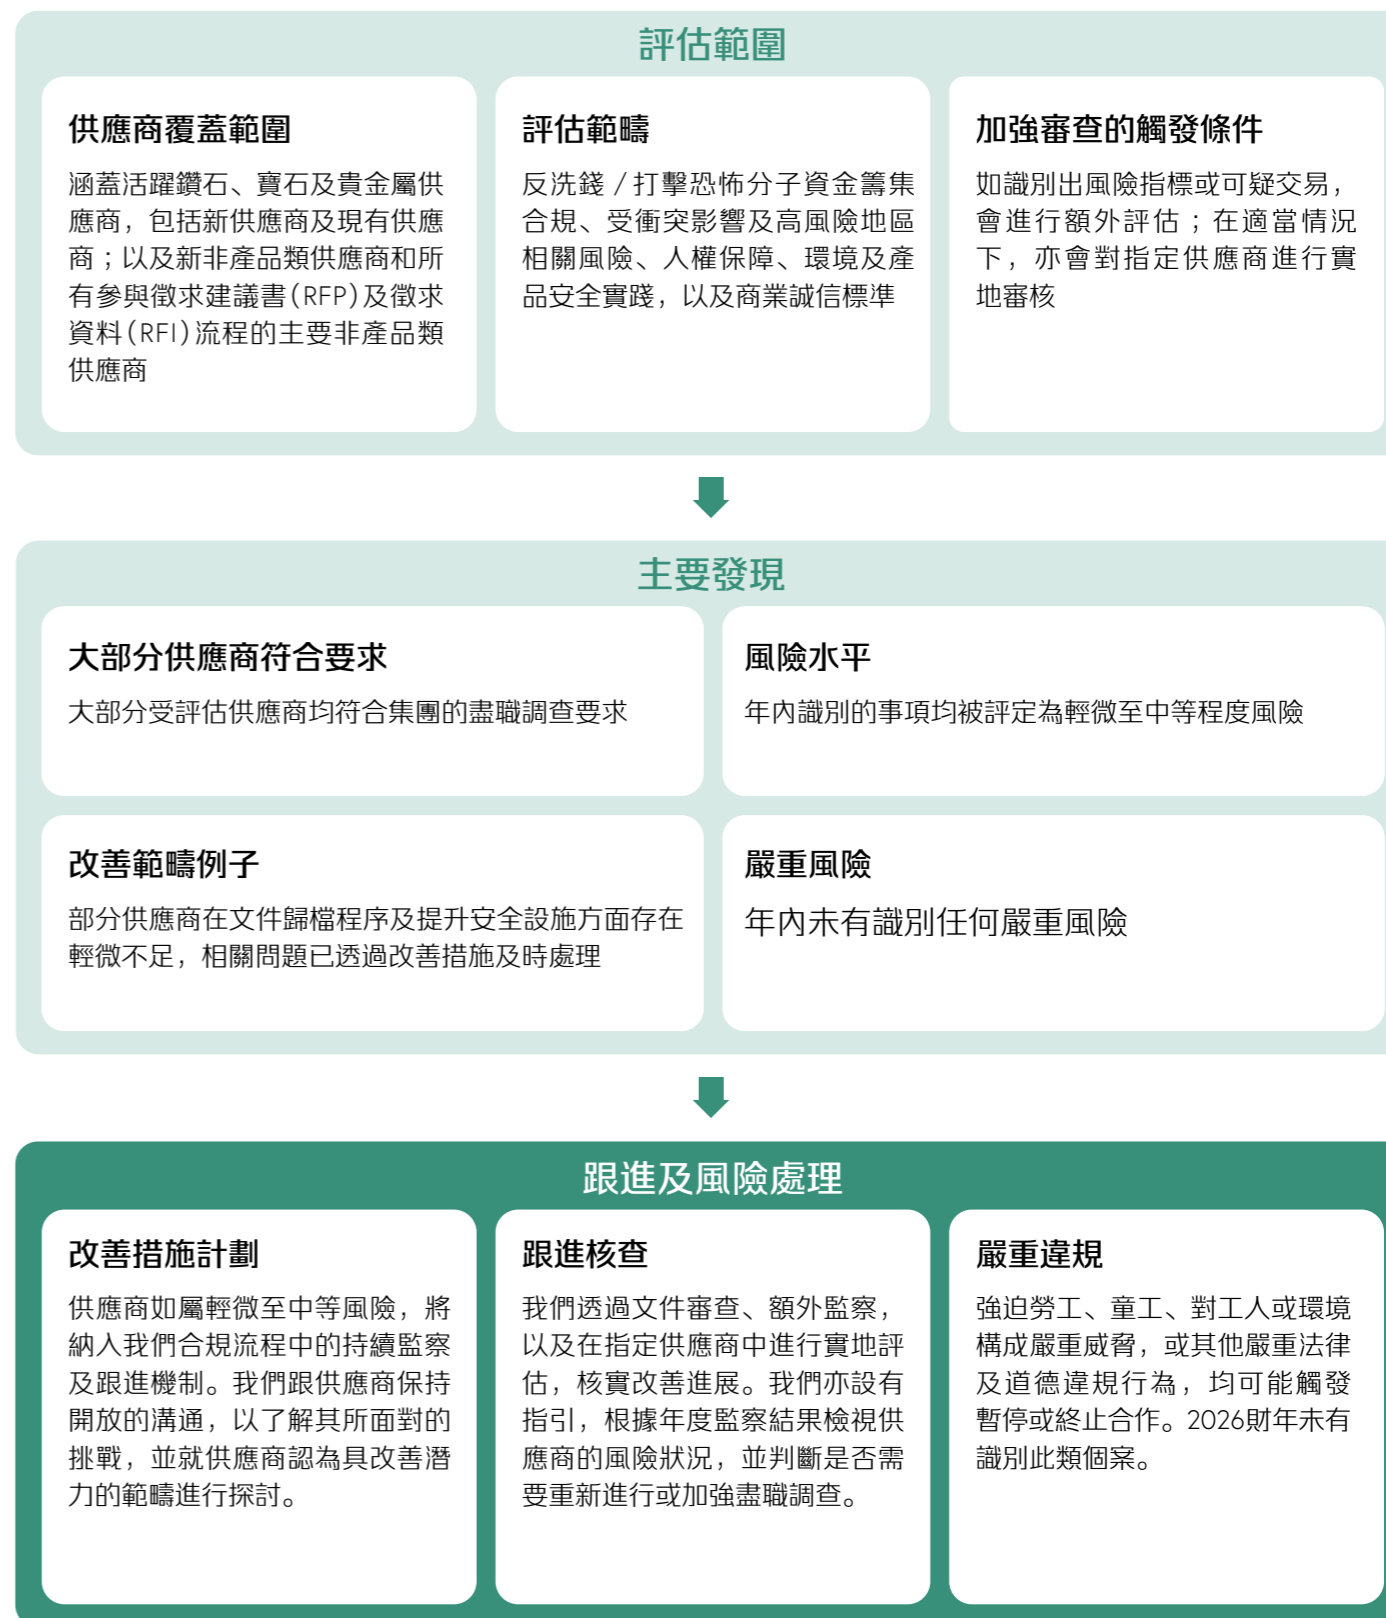 評估範圍
供應商覆蓋範圍
涵蓋活躍鑽石、寶石及貴金屬供
應商，包括新供應商及現有供應
商；以及新非產品類供應商和所
有參與徵求建議書(RFP)及徵求
資料(RFI)流程的主要非產品類
供應商
評估範疇
反洗錢／打擊恐怖分子資金籌集
合規、受衝突影響及高風險地區
相關風險、人權保障、環境及產
品安全實踐，以及商業誠信標準
加強審查的觸發條件
如識別出風險指標或可疑交易，
會進行額外評估；在適當情況
下，亦會對指定供應商進行實
地審核
主要發現
大部分供應商符合要求
大部分受評估供應商均符合集團的盡職調查要求
風險水平
年內識別的事項均被評定為輕微至中等程度風險
改善範疇例子
部分供應商在文件歸檔程序及提升安全設施方面存在
輕微不足，相關問題已透過改善措施及時處理
嚴重風險
年內未有識別任何嚴重風險
跟進及風險處理
改善措施計劃
供應商如屬輕微至中等風險，將
納入我們合規流程中的持續監察
及跟進機制。我們跟供應商保持
開放的溝通，以了解其所面對的
挑戰，並就供應商認為具改善潛
力的範疇進行探討。
跟進核查
我們透過文件審查、額外監察，
以及在指定供應商中進行實地評
估，核實改善進展。我們亦設有
指引，根據年度監察結果檢視供
應商的風險狀況，並判斷是否需
要重新進行或加強盡職調查。
嚴重違規
強迫勞工、童工、對工人或環境
構成嚴重威脅，或其他嚴重法律
及道德違規行為，均可能觸發
暫停或終止合作。2026財年未有
識別此類個案。